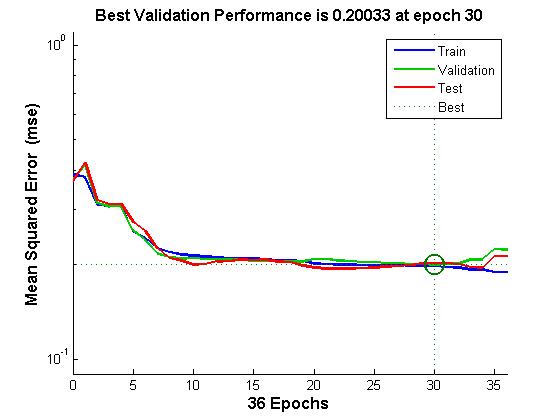 Best Validation Performance is 0.20033 at epoch 30
10^0
Train
Validation
Test
Best
Mean Squared Error (mse)
10^-1
0 5 10 15 20 25 30 35
36 Epochs